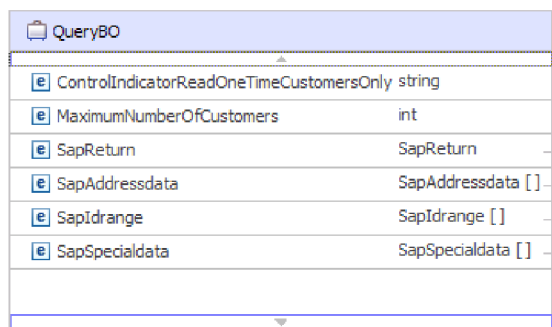 QueryBO
ControlIndicatorReadOneTimeCustomersOnly string
MaximumNumberOfCustomers int
SapReturn SapReturn
SapAddressdata SapAddressdata []
SapIdrange SapIdrange []
SapSpecialdata SapSpecialdata []